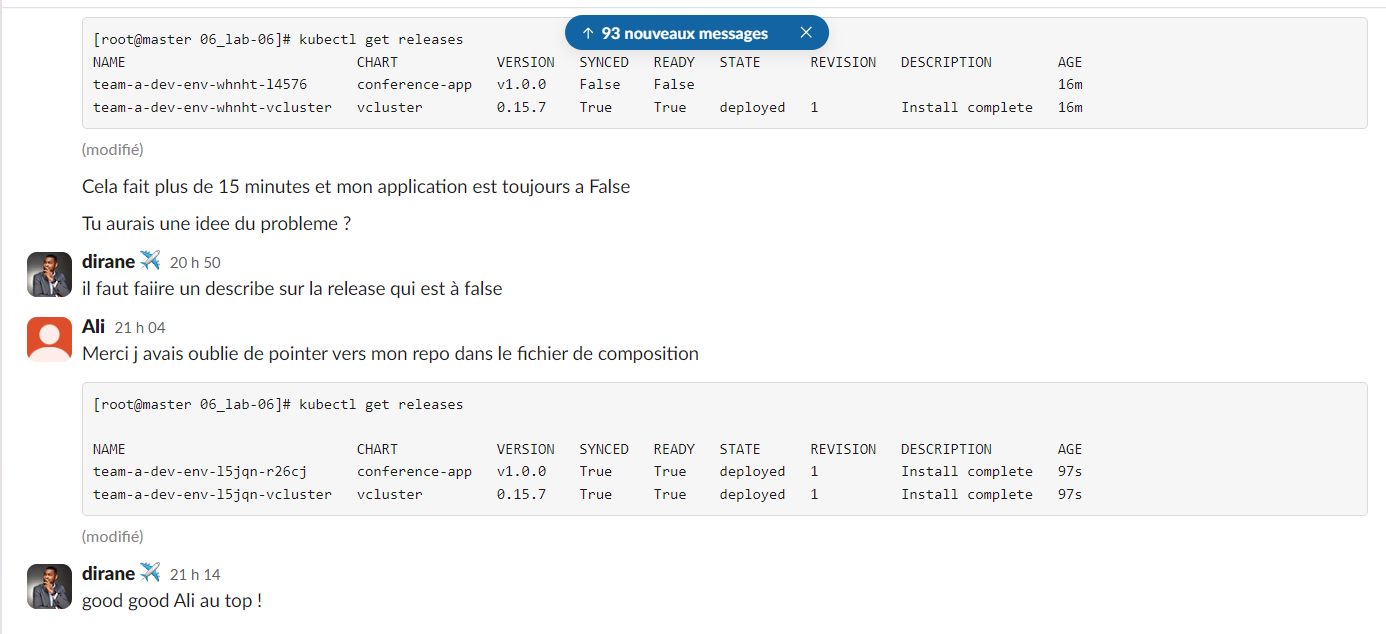 ↑ 93 nouveaux messages ×
[root@master 06_lab-06]# kubectl get releases
NAME CHART VERSION SYNCED READY STATE REVISION DESCRIPTION AGE
team-a-dev-env-whnht-l4576 conference-app v1.0.0 False False 16m
team-a-dev-env-whnht-vcluster vcluster 0.15.7 True True deployed 1 Install complete 16m
(modifié)
Cela fait plus de 15 minutes et mon application est toujours a False
Tu aurais une idee du probleme ?
dirane ✈️ 20 h 50
il faut faiire un describe sur la release qui est à false
Ali 21 h 04
Merci j avais oublie de pointer vers mon repo dans le fichier de composition
[root@master 06_lab-06]# kubectl get releases
NAME CHART VERSION SYNCED READY STATE REVISION DESCRIPTION AGE
team-a-dev-env-l5jqn-r26cj conference-app v1.0.0 True True deployed 1 Install complete 97s
team-a-dev-env-l5jqn-vcluster vcluster 0.15.7 True True deployed 1 Install complete 97s
(modifié)
dirane ✈️ 21 h 14
good good Ali au top !